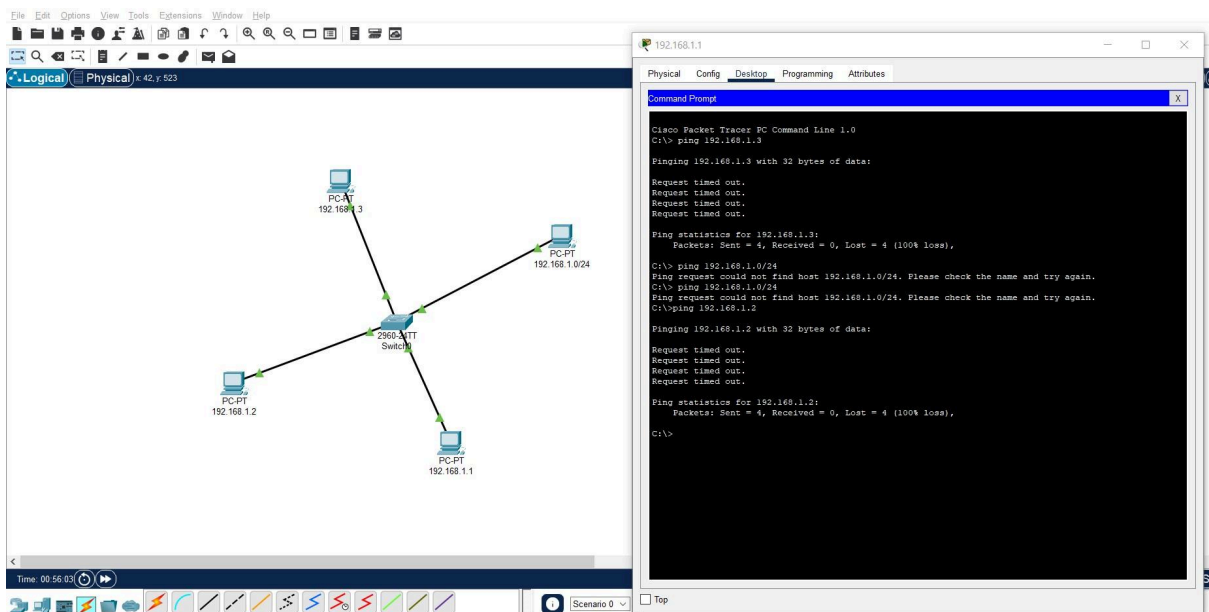 File Edit Options View Tools Extensions Window Help
Logical Physical x: 42, y: 523
PC-PT
192.168.1.3
PC-PT
192.168.1.0/24
2960-24TT
Switch0
PC-PT
192.168.1.2
PC-PT
192.168.1.1
Time: 00:56:03
Scenario 0
192.168.1.1
Physical Config Desktop Programming Attributes
Command Prompt X
Cisco Packet Tracer PC Command Line 1.0
C:\> ping 192.168.1.3
Pinging 192.168.1.3 with 32 bytes of data:
Request timed out.
Request timed out.
Request timed out.
Request timed out.
Ping statistics for 192.168.1.3:
Packets: Sent = 4, Received = 0, Lost = 4 (100% loss),
C:\> ping 192.168.1.0/24
Ping request could not find host 192.168.1.0/24. Please check the name and try again.
C:\> ping 192.168.1.0/24
Ping request could not find host 192.168.1.0/24. Please check the name and try again.
C:\>ping 192.168.1.2
Pinging 192.168.1.2 with 32 bytes of data:
Request timed out.
Request timed out.
Request timed out.
Request timed out.
Ping statistics for 192.168.1.2:
Packets: Sent = 4, Received = 0, Lost = 4 (100% loss),
C:\>
Top